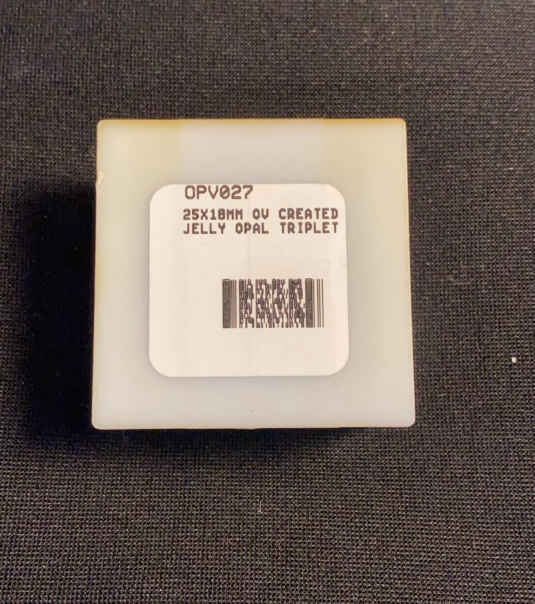 OPV027
25X18MM OV CREATED
JELLY OPAL TRIPLET